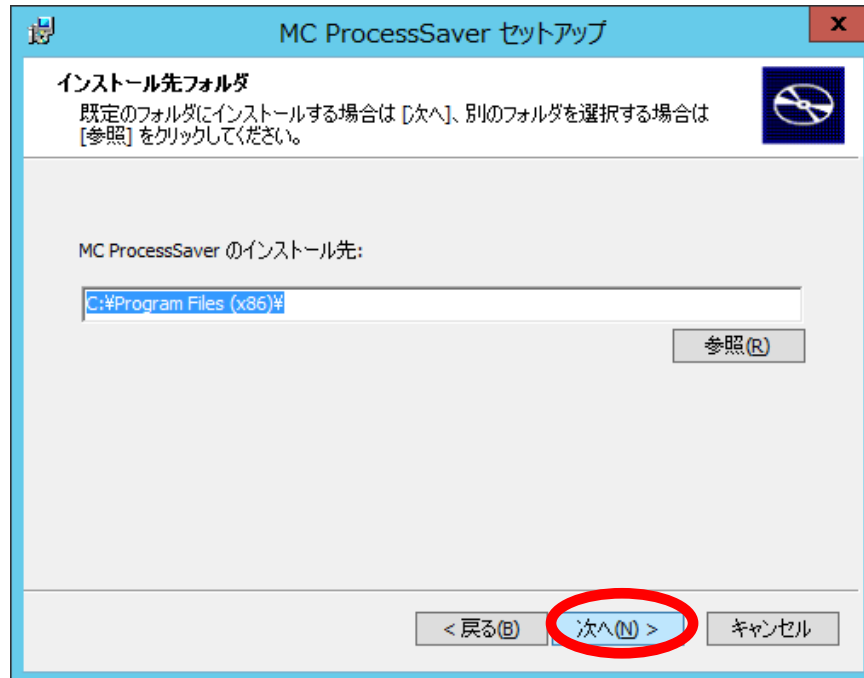 MC ProcessSaver セットアップ
x
インストール先フォルダ
既定のフォルダにインストールする場合は [次へ]、別のフォルダを選択する場合は
[参照] をクリックしてください。
MC ProcessSaver のインストール先:
C:¥Program Files (x86)¥
参照(R)
< 戻る(B) 次へ(N) > キャンセル